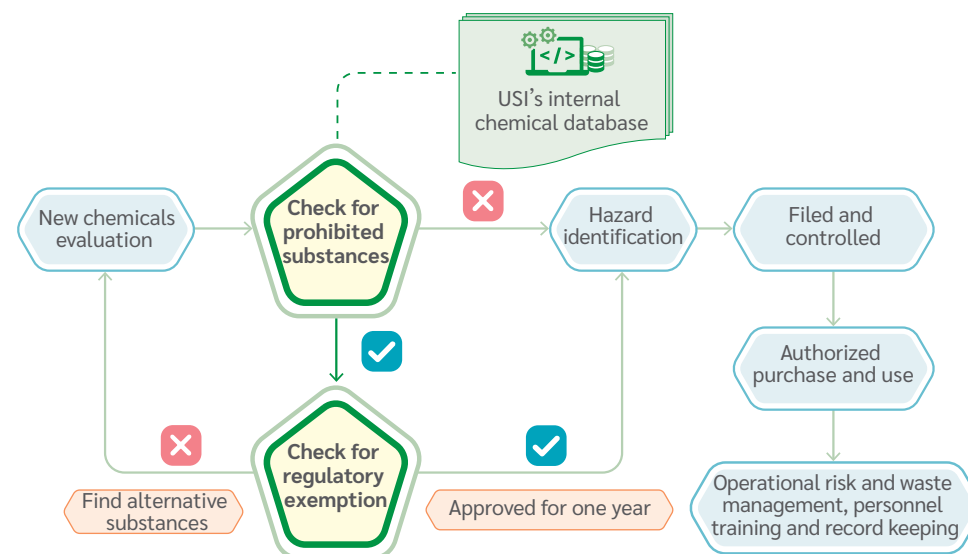 </>
USI’s internal
chemical database
New chemicals
evaluation
Check for
prohibited
substances
Hazard
identification
Filed and
controlled
Authorized
purchase and use
Check for
regulatory
exemption
Find alternative
substances
Approved for one year
Operational risk and waste
management, personnel
training and record keeping